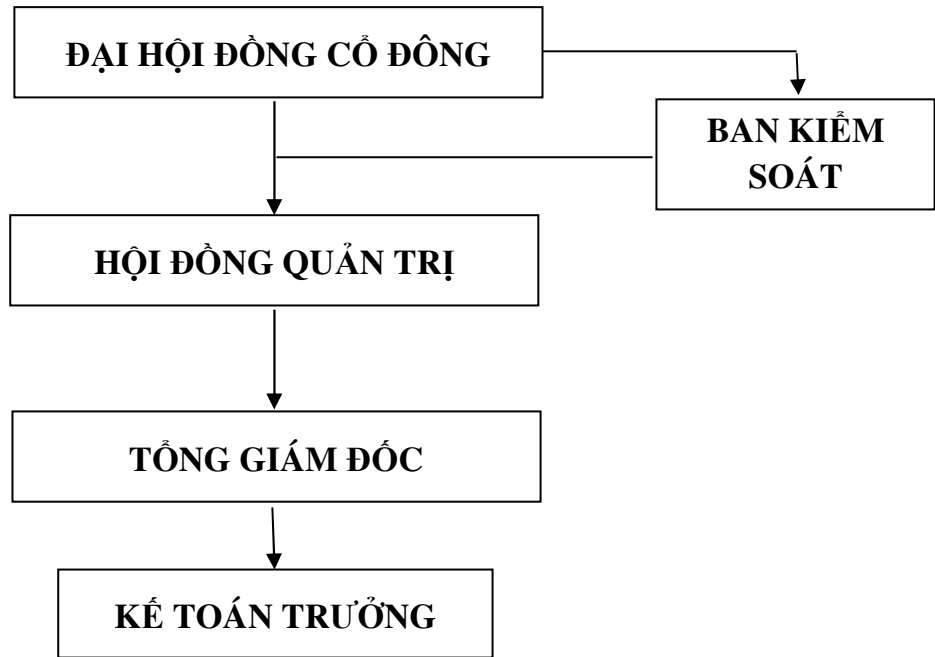 ĐẠI HỘI ĐỒNG CỔ ĐÔNG
BAN KIỂM
SOÁT
HỘI ĐỒNG QUẢN TRỊ
TỔNG GIÁM ĐỐC
KẾ TOÁN TRƯỞNG